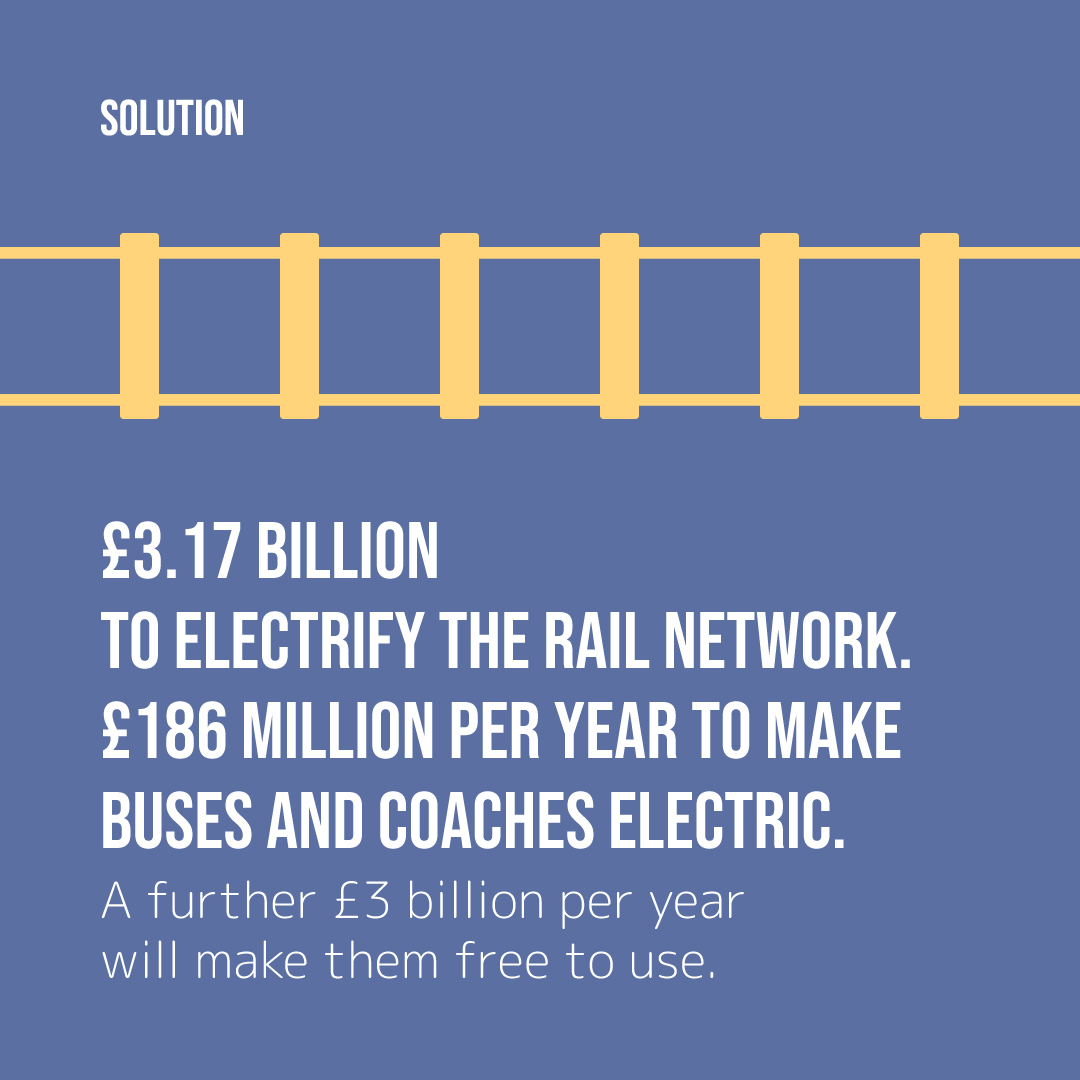 SOLUTION
£3.17 BILLION
TO ELECTRIFY THE RAIL NETWORK.
£186 MILLION PER YEAR TO MAKE
BUSES AND COACHES ELECTRIC.
A further £3 billion per year
will make them free to use.